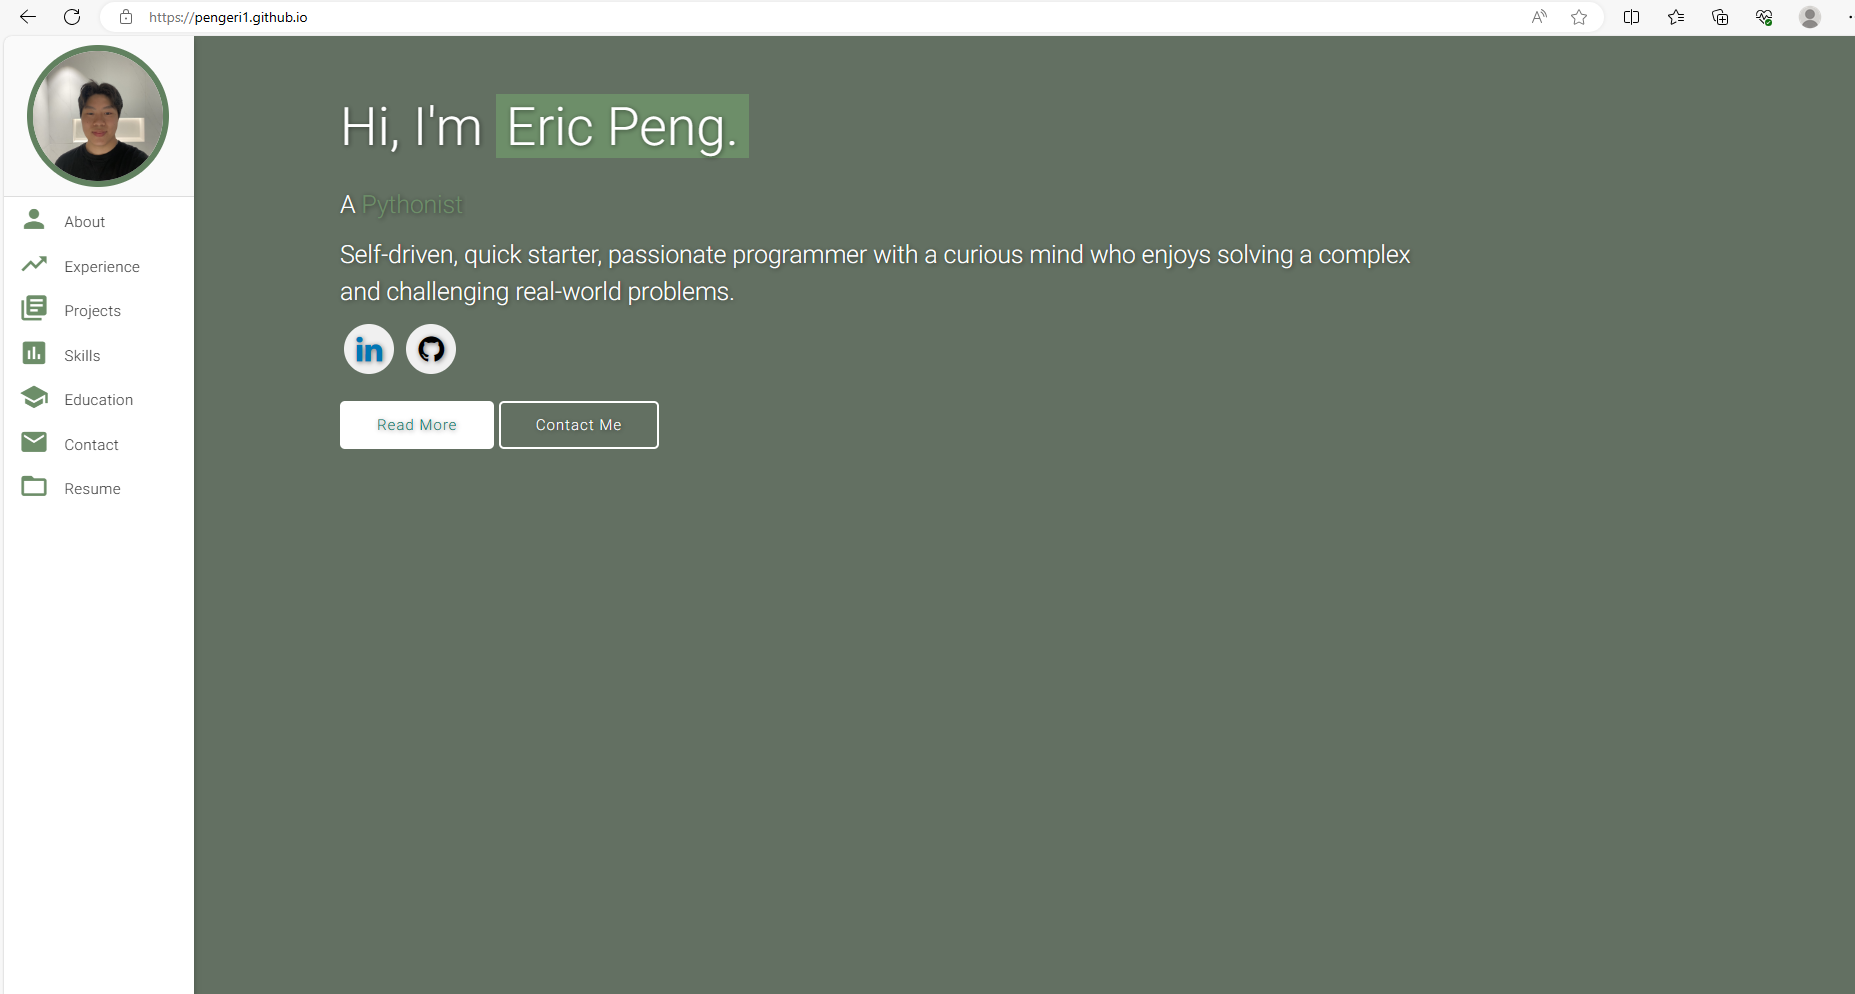 https://pengeri1.github.io
About
Experience
Projects
Skills
Education
Contact
Resume
Hi, I'm Eric Peng.
A Pythonist
Self-driven, quick starter, passionate programmer with a curious mind who enjoys solving a complex
and challenging real-world problems.
in
Read More
Contact Me